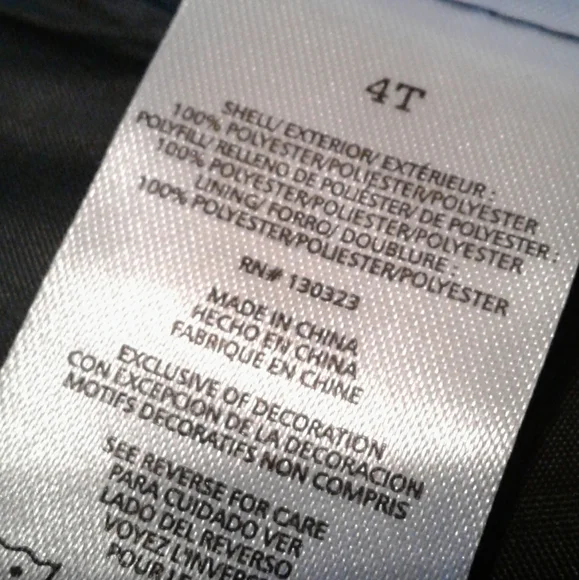 4T
SHELL/ EXTERIOR/ EXTÉRIEUR :
100% POLYESTER/POLIESTER/POLYESTER
POLYFILL/ RELLENO DE POLIÉSTER/ DE POLYESTER :
100% POLYESTER/POLIESTER/POLYESTER
LINING/ FORRO/ DOUBLURE :
100% POLYESTER/POLIESTER/POLYESTER
RN# 130323
MADE IN CHINA
HECHO EN CHINA
FABRIQUÉ EN CHINE
EXCLUSIVE OF DECORATION
CON EXCEPCION DE LA DECORACION
MOTIFS DECORATIFS NON COMPRIS
SEE REVERSE FOR CARE
PARA CUIDADO VER
LADO DEL REVERSO
VOYEZ
POUR